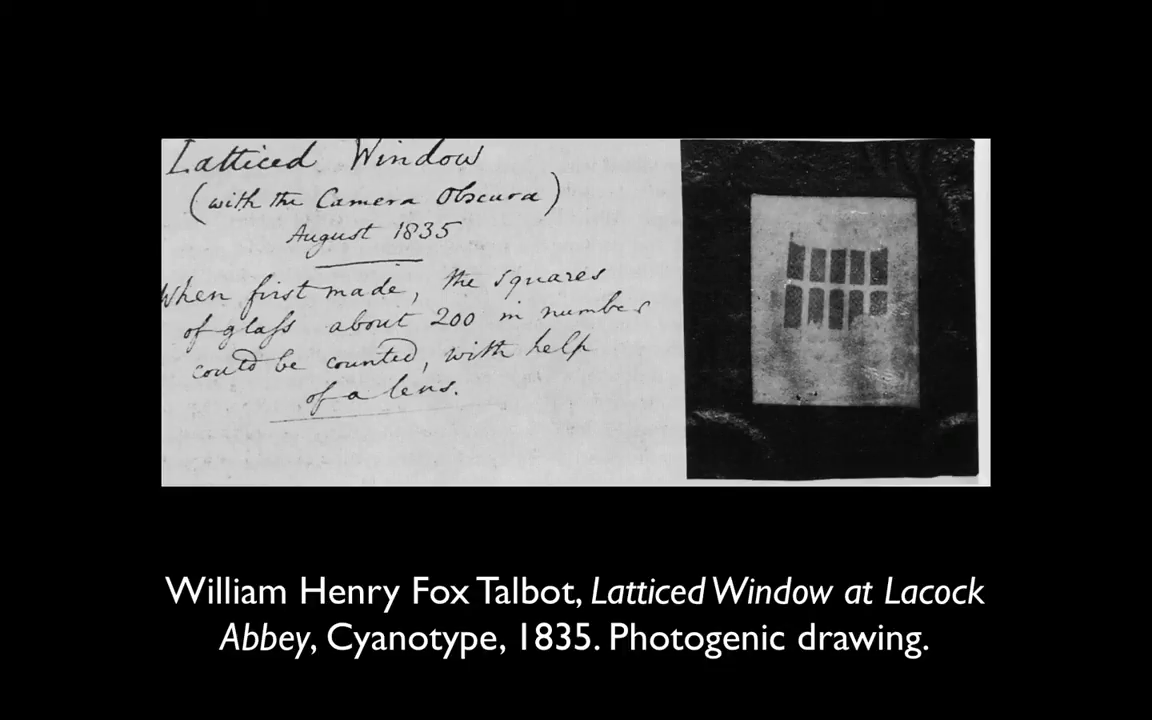 Latticed Window
(with the Camera Obscura)
August 1835
When first made, the squares
of glaſs about 200 in number
could be counted, with help
of a lens.
William Henry Fox Talbot, Latticed Window at Lacock
Abbey, Cyanotype, 1835. Photogenic drawing.